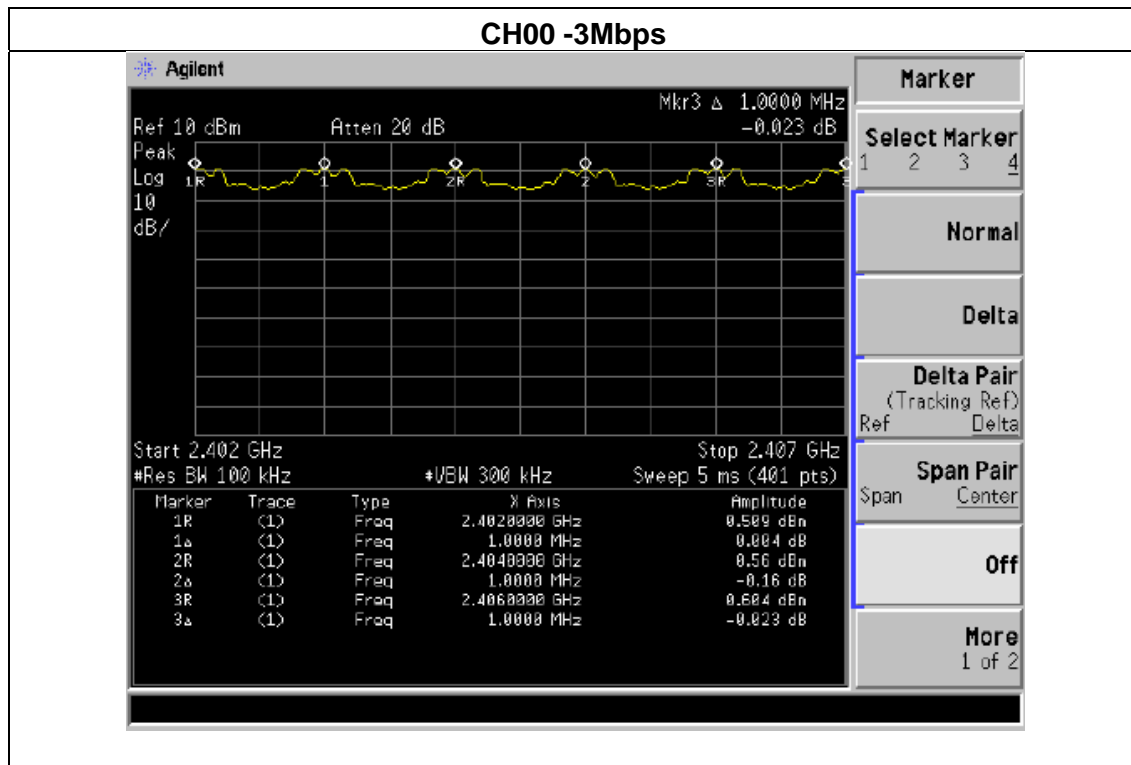 CH00 -3Mbps
Agilent
Mkr3 Δ 1.0000 MHz
Ref 10 dBm Atten 20 dB -0.023 dB
Peak
Log
10
dB/
1R 1 2R 2 3R 3
Start 2.402 GHz Stop 2.407 GHz
#Res BW 100 kHz #VBW 300 kHz Sweep 5 ms (401 pts)
Marker Trace Type X Axis Amplitude
1R (1) Freq 2.4020000 GHz 0.509 dBm
1Δ (1) Freq 1.0000 MHz 0.004 dB
2R (1) Freq 2.4040000 GHz 0.56 dBm
2Δ (1) Freq 1.0000 MHz -0.16 dB
3R (1) Freq 2.4060000 GHz 0.604 dBm
3Δ (1) Freq 1.0000 MHz -0.023 dB
Marker
Select Marker
1 2 3 4
Normal
Delta
Delta Pair
(Tracking Ref)
Ref Delta
Span Pair
Span Center
Off
More
1 of 2